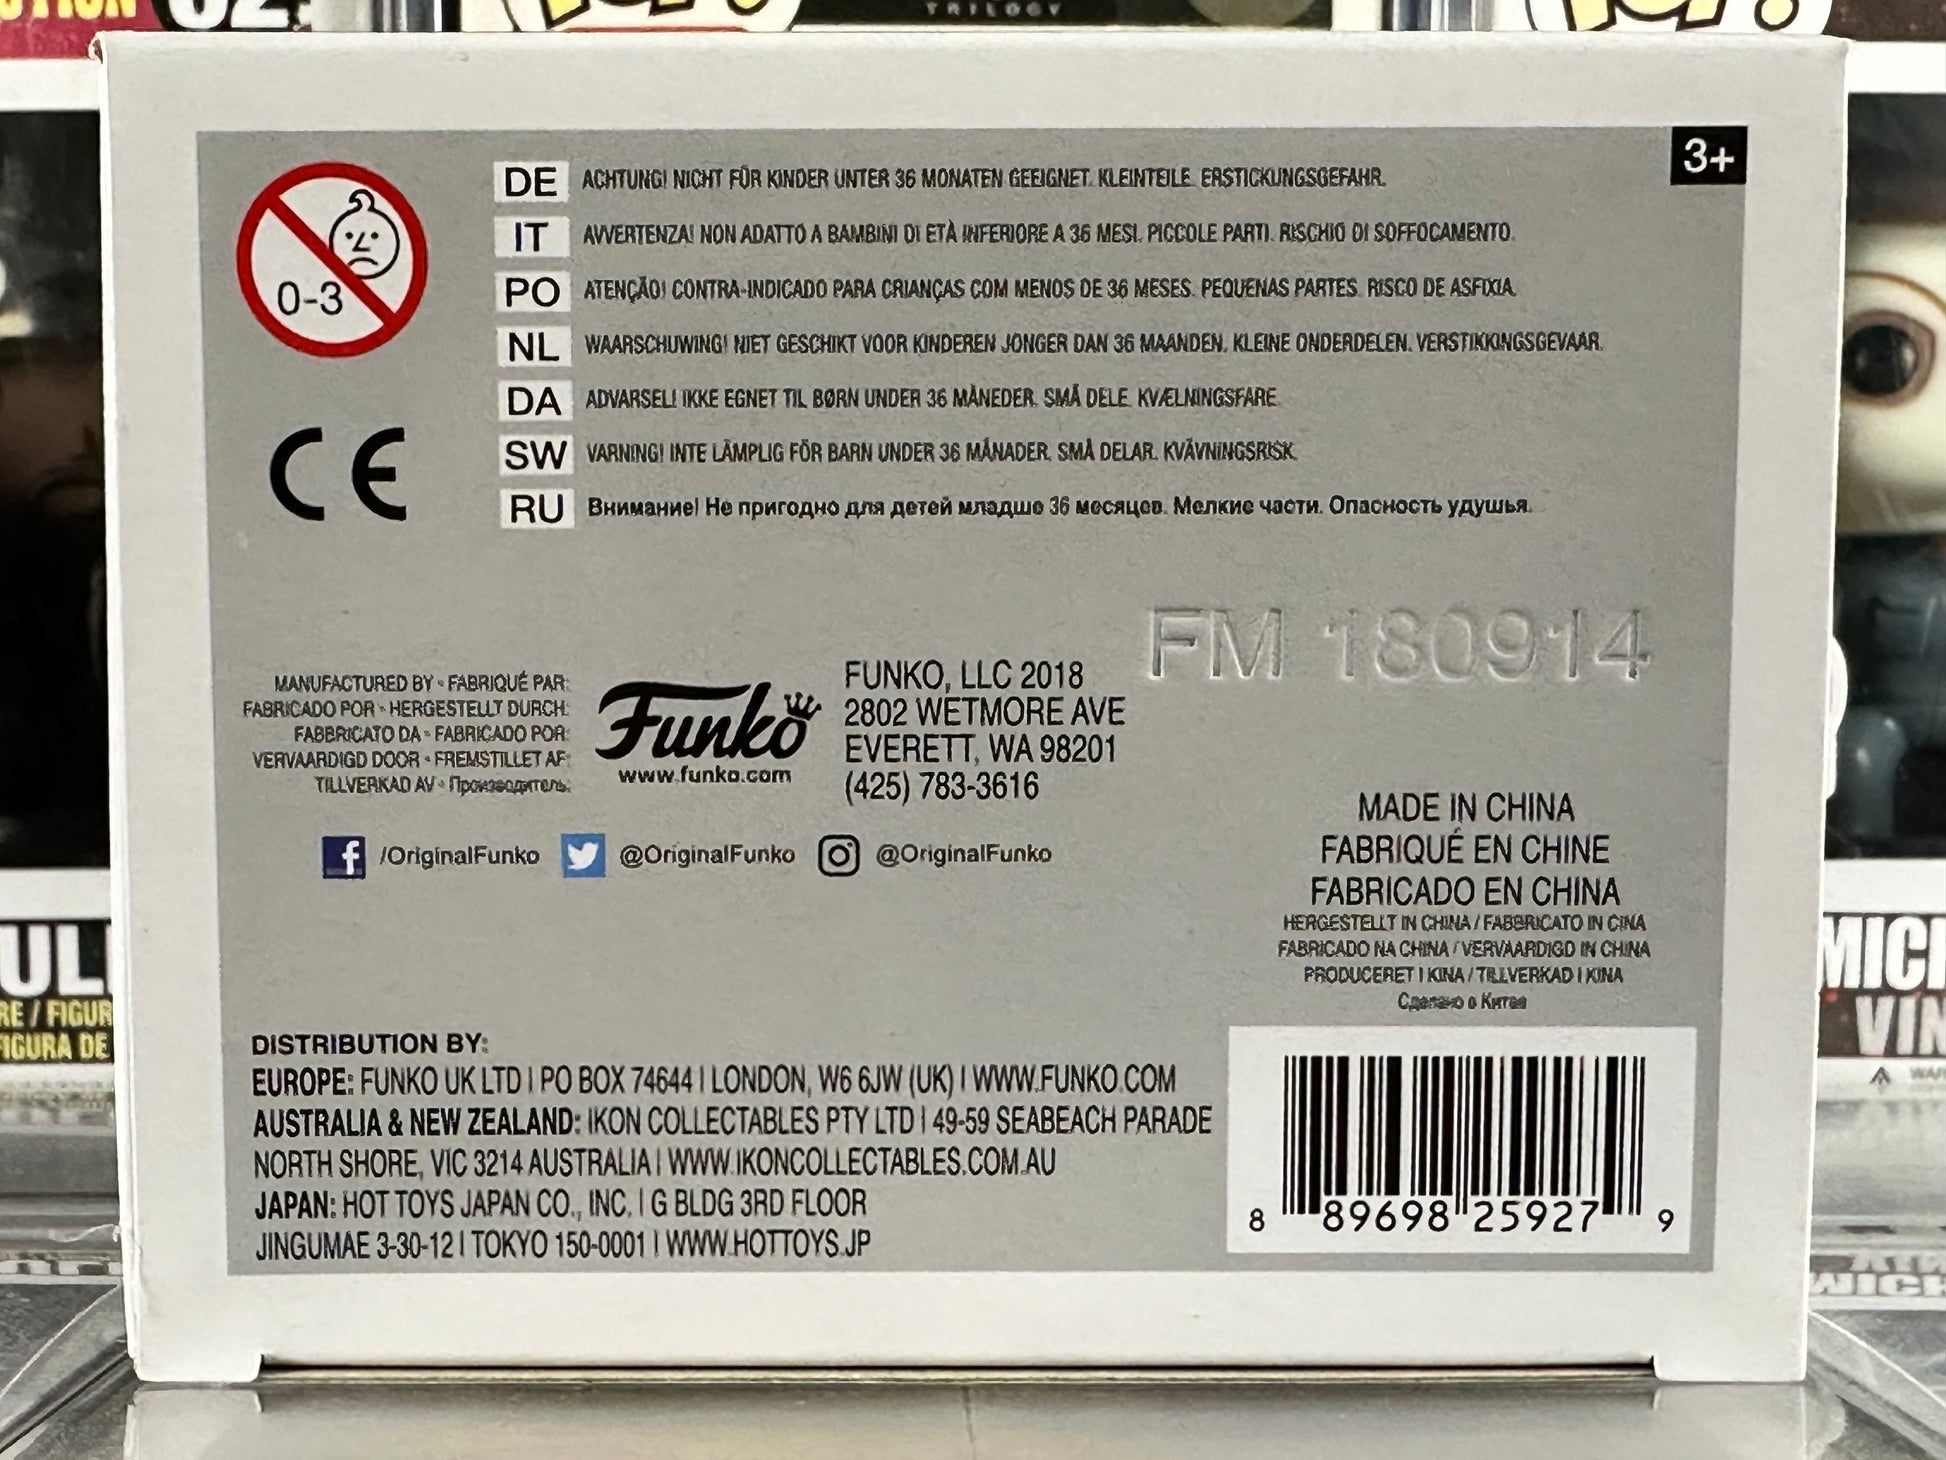 TRILOGY
3+
0-3
DE ACHTUNG! NICHT FÜR KINDER UNTER 36 MONATEN GEEIGNET. KLEINTEILE. ERSTICKUNGSGEFAHR.
IT AVVERTENZA! NON ADATTO A BAMBINI DI ETÀ INFERIORE A 36 MESI. PICCOLE PARTI. RISCHIO DI SOFFOCAMENTO.
PO ATENÇÃO! CONTRA-INDICADO PARA CRIANÇAS COM MENOS DE 36 MESES. PEQUENAS PARTES. RISCO DE ASFIXIA.
NL WAARSCHUWING! NIET GESCHIKT VOOR KINDEREN JONGER DAN 36 MAANDEN. KLEINE ONDERDELEN. VERSTIKKINGSGEVAAR.
DA ADVARSEL! IKKE EGNET TIL BØRN UNDER 36 MÅNEDER. SMÅ DELE. KVÆLNINGSFARE.
SW VARNING! INTE LÄMPLIG FÖR BARN UNDER 36 MÅNADER. SMÅ DELAR. KVÄVNINGSRISK.
RU Внимание! Не пригодно для детей младше 36 месяцев. Мелкие части. Опасность удушья.
CE
FM 180914
MANUFACTURED BY • FABRIQUÉ PAR:
FABRICADO POR • HERGESTELLT DURCH:
FABBRICATO DA • FABRICADO POR:
VERVAARDIGD DOOR • FREMSTILLET AF:
TILLVERKAD AV • Производитель:
Funko
www.funko.com
FUNKO, LLC 2018
2802 WETMORE AVE
EVERETT, WA 98201
(425) 783-3616
/OriginalFunko @OriginalFunko @OriginalFunko
MADE IN CHINA
FABRIQUÉ EN CHINE
FABRICADO EN CHINA
HERGESTELLT IN CHINA / FABBRICATO IN CINA
FABRICADO NA CHINA / VERVAARDIGD IN CHINA
PRODUCERET I KINA / TILLVERKAD I KINA
Сделано в Китае
DISTRIBUTION BY:
EUROPE: FUNKO UK LTD | PO BOX 74644 | LONDON, W6 6JW (UK) | WWW.FUNKO.COM
AUSTRALIA & NEW ZEALAND: IKON COLLECTABLES PTY LTD | 49-59 SEABEACH PARADE
NORTH SHORE, VIC 3214 AUSTRALIA | WWW.IKONCOLLECTABLES.COM.AU
JAPAN: HOT TOYS JAPAN CO., INC. | G BLDG 3RD FLOOR
JINGUMAE 3-30-12 | TOKYO 150-0001 | WWW.HOTTOYS.JP
8 89698 25927 9